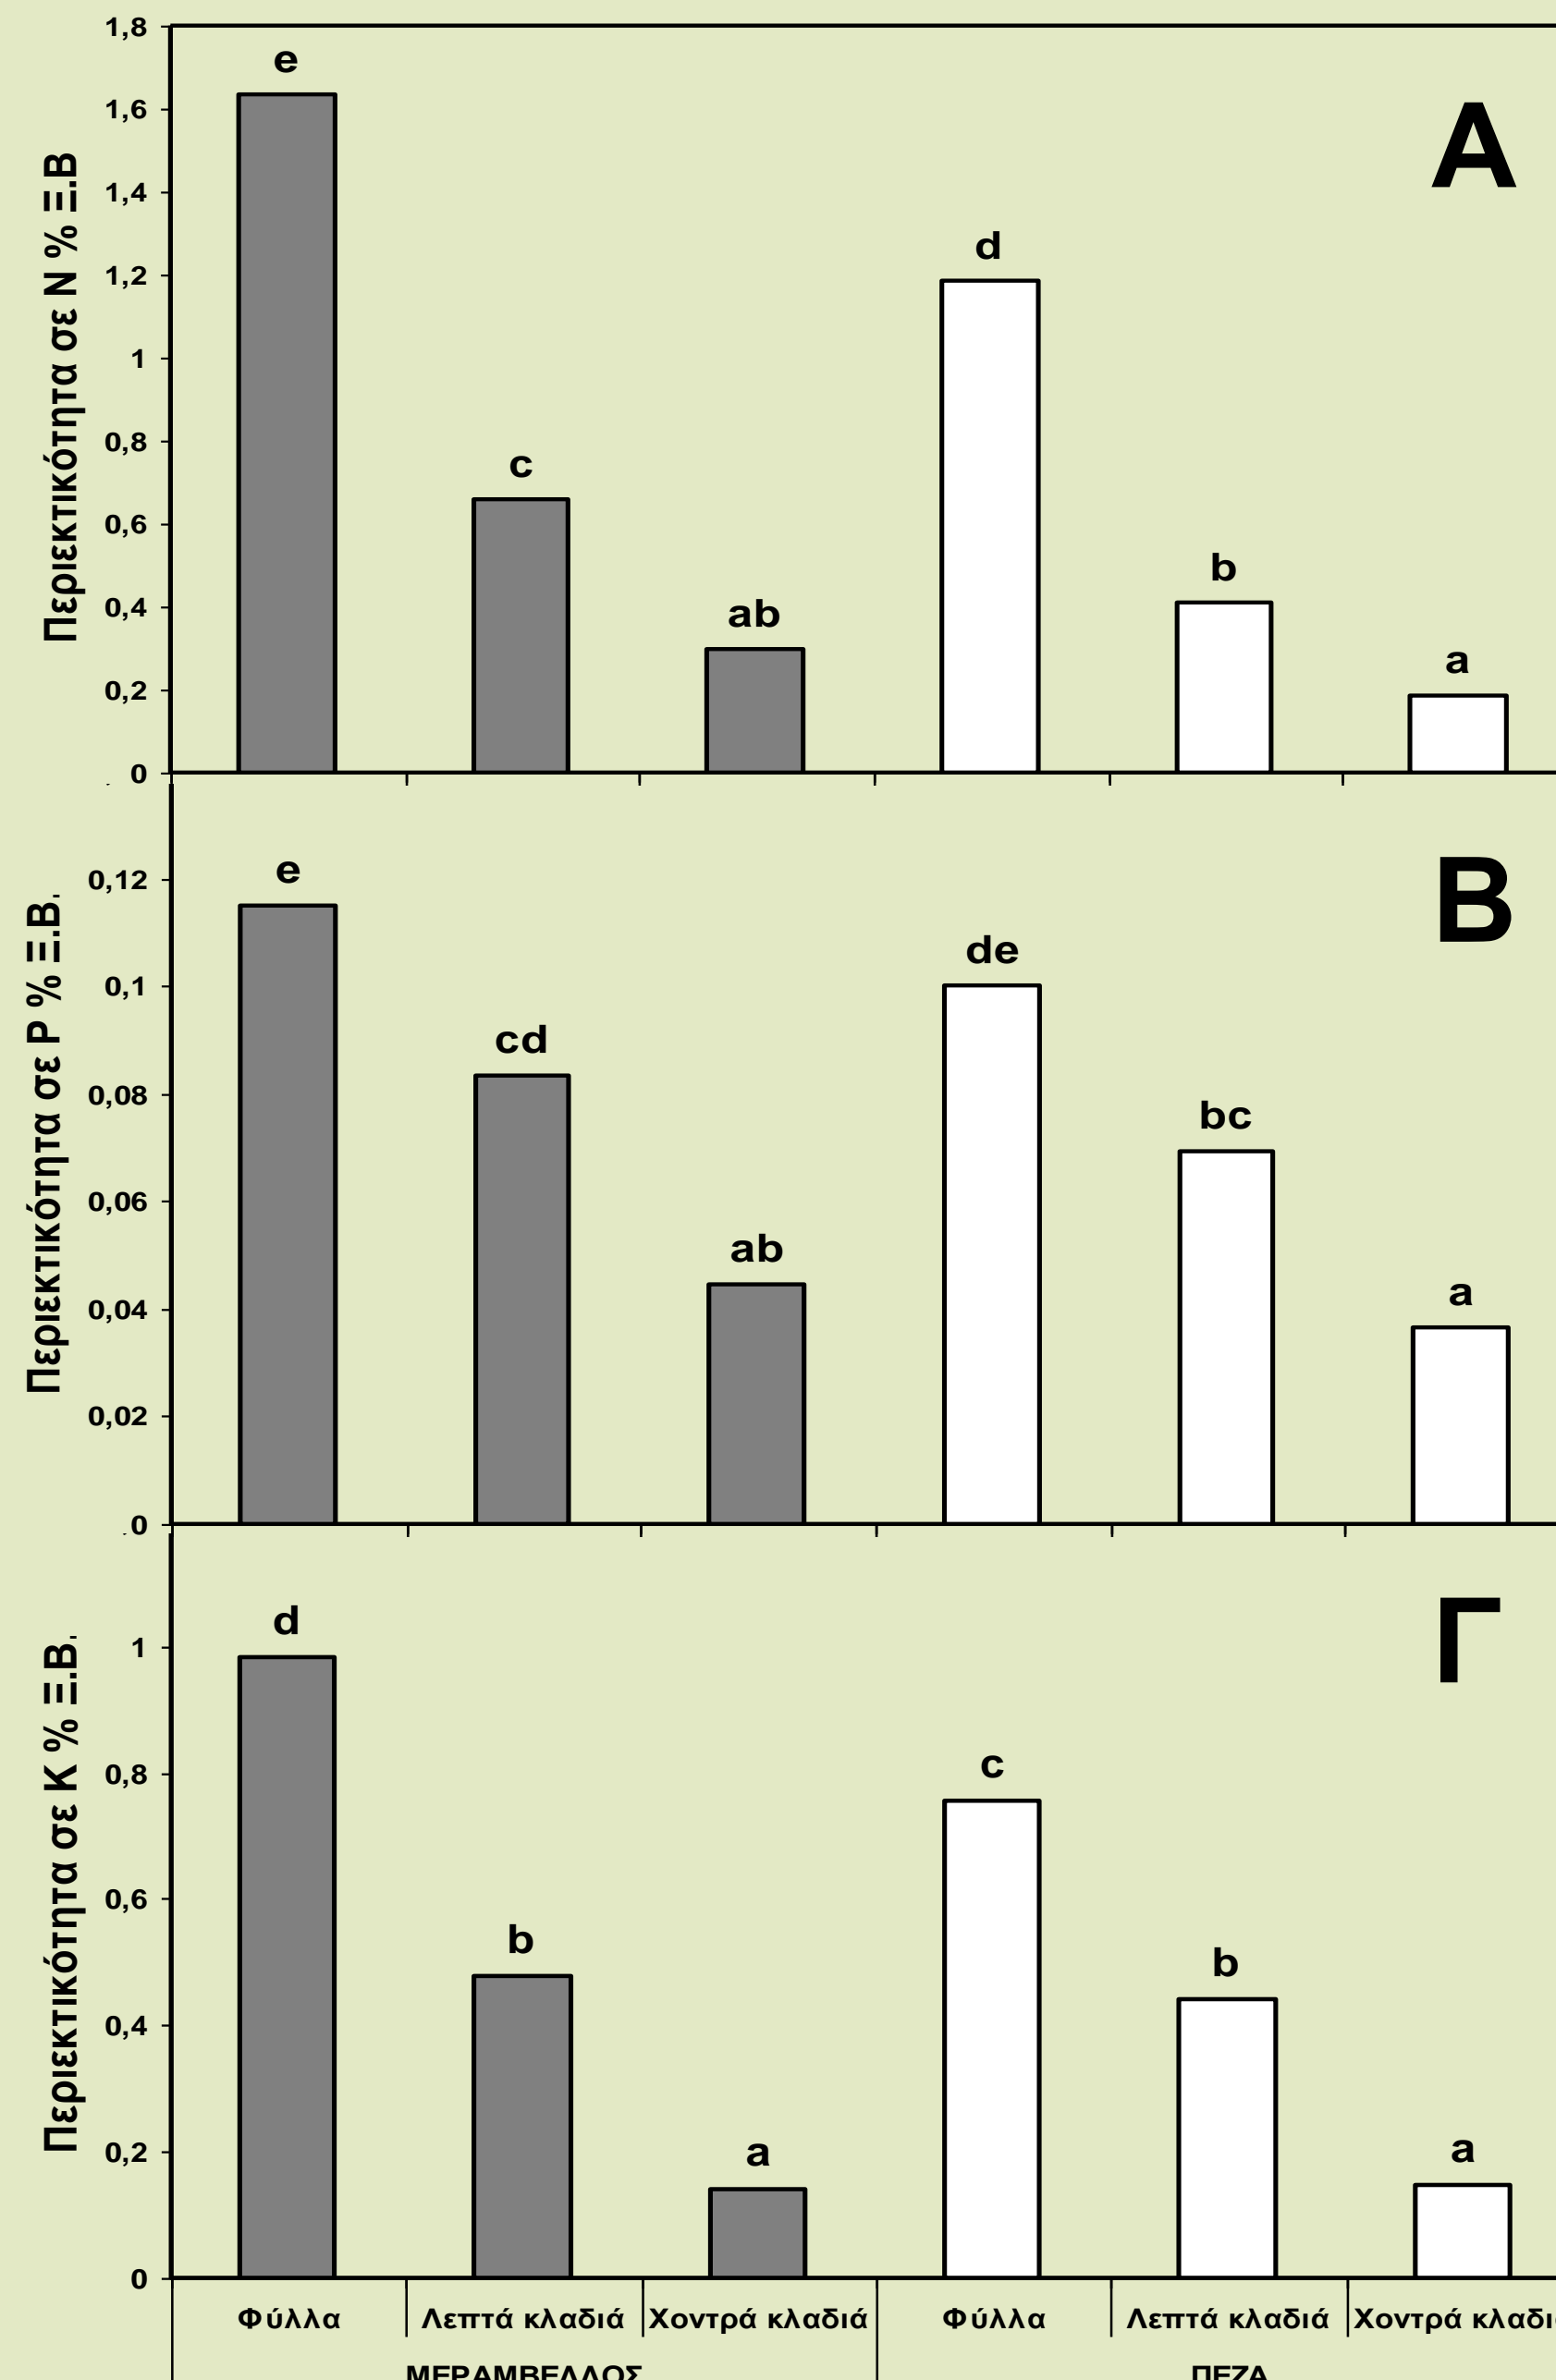 1,8
1,6
1,4
1,2
1
0,8
0,6
0,4
0,2
0
Περιεκτικότητα σε Ν % Ξ.Β
e
c
ab
d
b
a
Α
0,12
0,1
0,08
0,06
0,04
0,02
0
Περιεκτικότητα σε Ρ % Ξ.Β.
e
cd
ab
de
bc
a
Β
1
0,8
0,6
0,4
0,2
0
Περιεκτικότητα σε Κ % Ξ.Β.
d
b
a
c
b
a
Γ
Φύλλα Λεπτά κλαδιά Χοντρά κλαδιά Φύλλα Λεπτά κλαδιά Χοντρά
ΜΕΡΑΜΒΕΛΛΟΣ ΠΕΖΑ